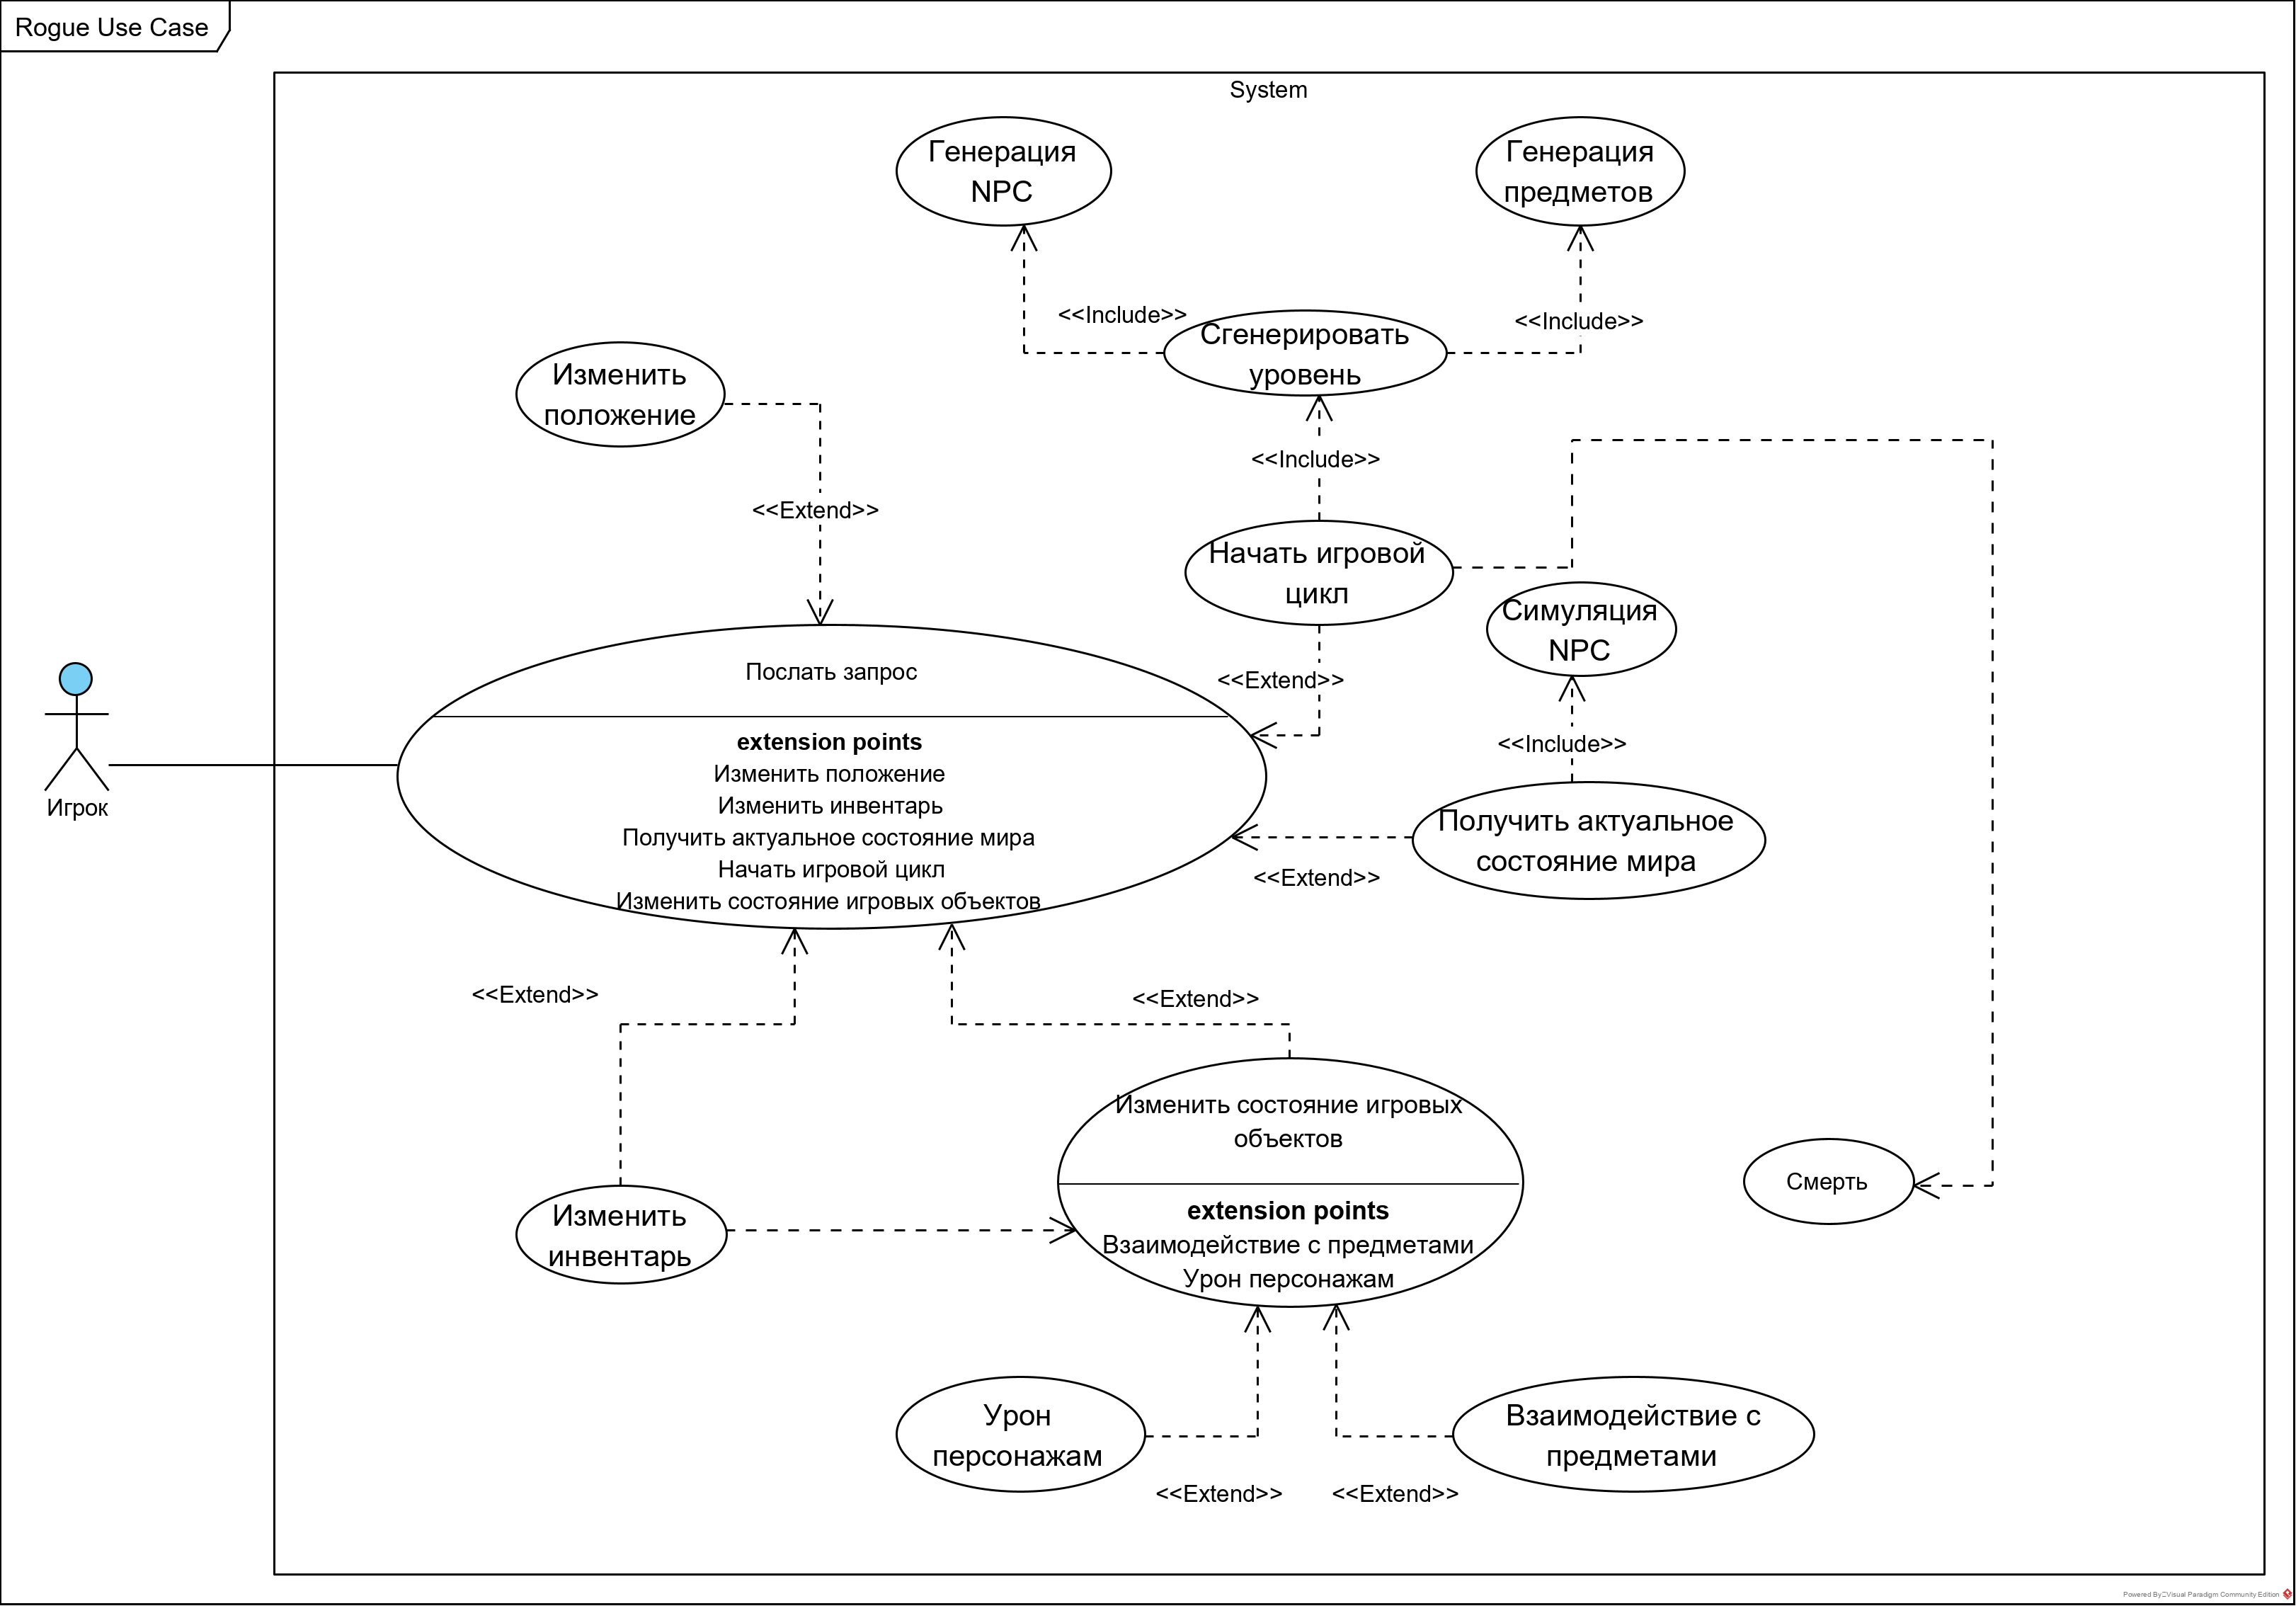 Rogue Use Case
System
Генерация
NPC
Генерация
предметов
<<Include>>
<<Include>>
Сгенерировать
уровень
Изменить
положение
<<Include>>
<<Extend>>
Начать игровой
цикл
Симуляция
NPC
Послать запрос
<<Extend>>
extension points
Изменить положение
Изменить инвентарь
Получить актуальное состояние мира
Начать игровой цикл
Изменить состояние игровых объектов
<<Include>>
Игрок
Получить актуальное
состояние мира
<<Extend>>
<<Extend>>
<<Extend>>
Изменить состояние игровых
объектов
extension points
Взаимодействие с предметами
Урон персонажам
Смерть
Изменить
инвентарь
Урон
персонажам
Взаимодействие с
предметами
<<Extend>>
<<Extend>>
Visual Paradigm Community Edition